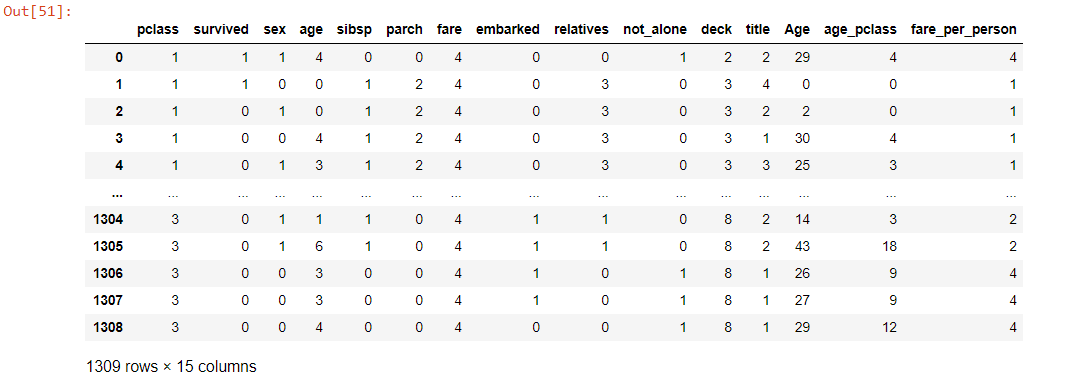 Out[51]:
pclass survived sex age sibsp parch fare embarked relatives not_alone deck title Age age_pclass fare_per_person
0 1 1 1 4 0 0 4 0 0 1 2 2 29 4 4
1 1 1 0 0 1 2 4 0 3 0 3 4 0 0 1
2 1 0 1 0 1 2 4 0 3 0 3 2 2 0 1
3 1 0 0 4 1 2 4 0 3 0 3 1 30 4 1
4 1 0 1 3 1 2 4 0 3 0 3 3 25 3 1
... ... ... ... ... ... ... ... ... ... ... ... ... ... ... ...
1304 3 0 1 1 1 0 4 1 1 0 8 2 14 3 2
1305 3 0 1 6 1 0 4 1 1 0 8 2 43 18 2
1306 3 0 0 3 0 0 4 1 0 1 8 1 26 9 4
1307 3 0 0 3 0 0 4 1 0 1 8 1 27 9 4
1308 3 0 0 4 0 0 4 0 0 1 8 1 29 12 4
1309 rows × 15 columns